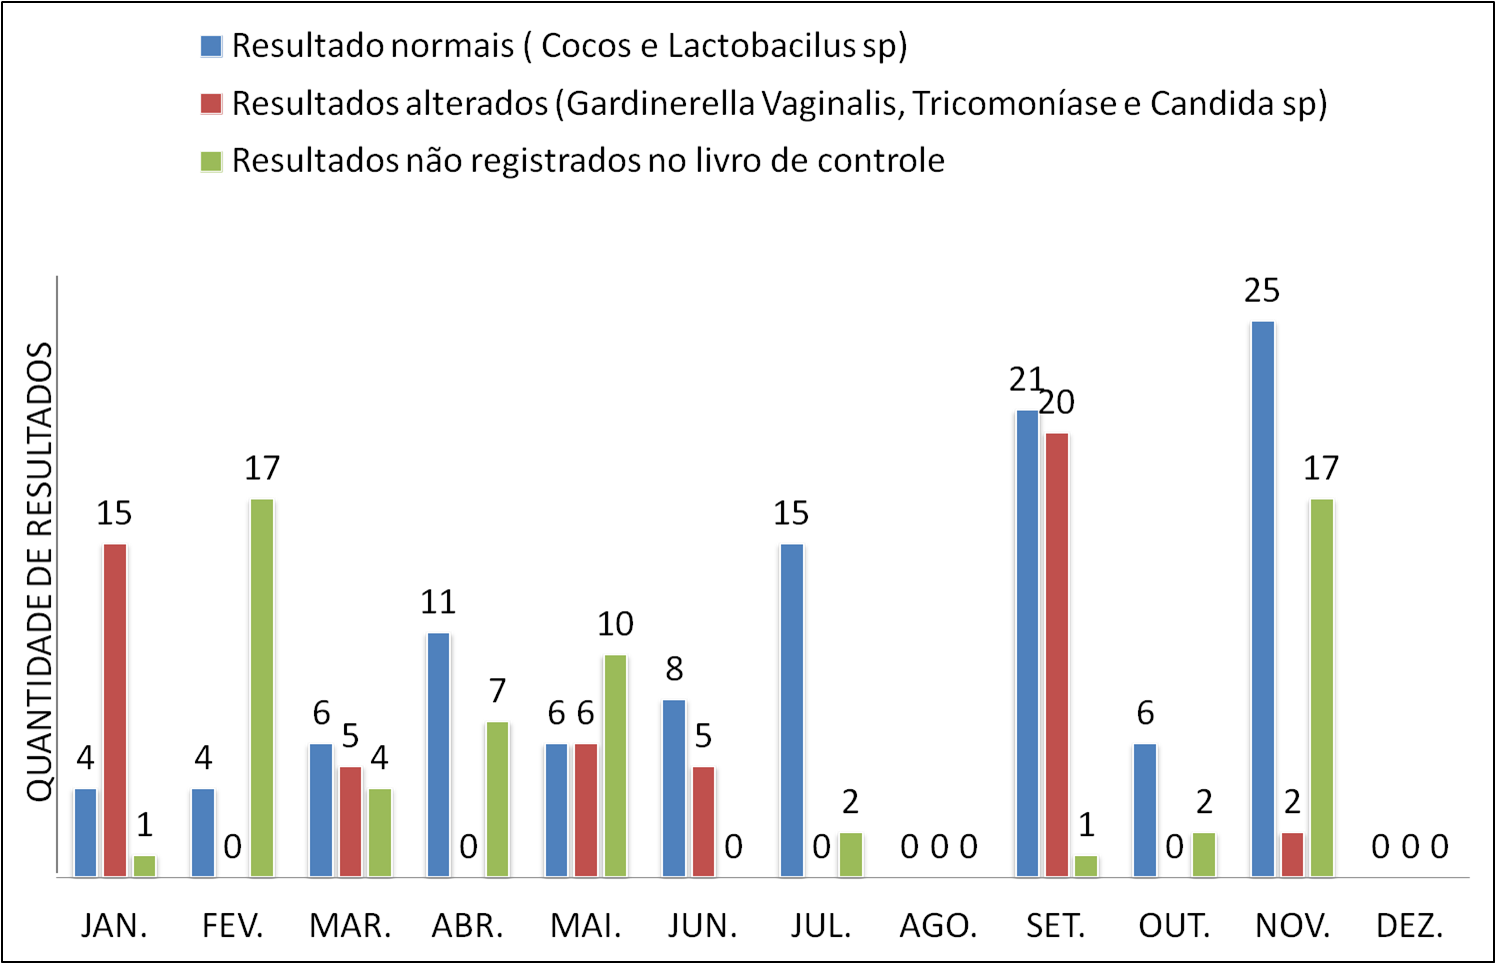 Resultado normais ( Cocos e Lactobacilus sp)
Resultados alterados (Gardinerella Vaginalis, Tricomoníase e Candida sp)
Resultados não registrados no livro de controle
QUANTIDADE DE RESULTADOS
4 15 1
4 0 17
6 5 4
11 0 7
6 6 10
8 5 0
15 0 2
0 0 0
21 20 1
6 0 2
25 2 17
0 0 0
JAN. FEV. MAR. ABR. MAI. JUN. JUL. AGO. SET. OUT. NOV. DEZ.